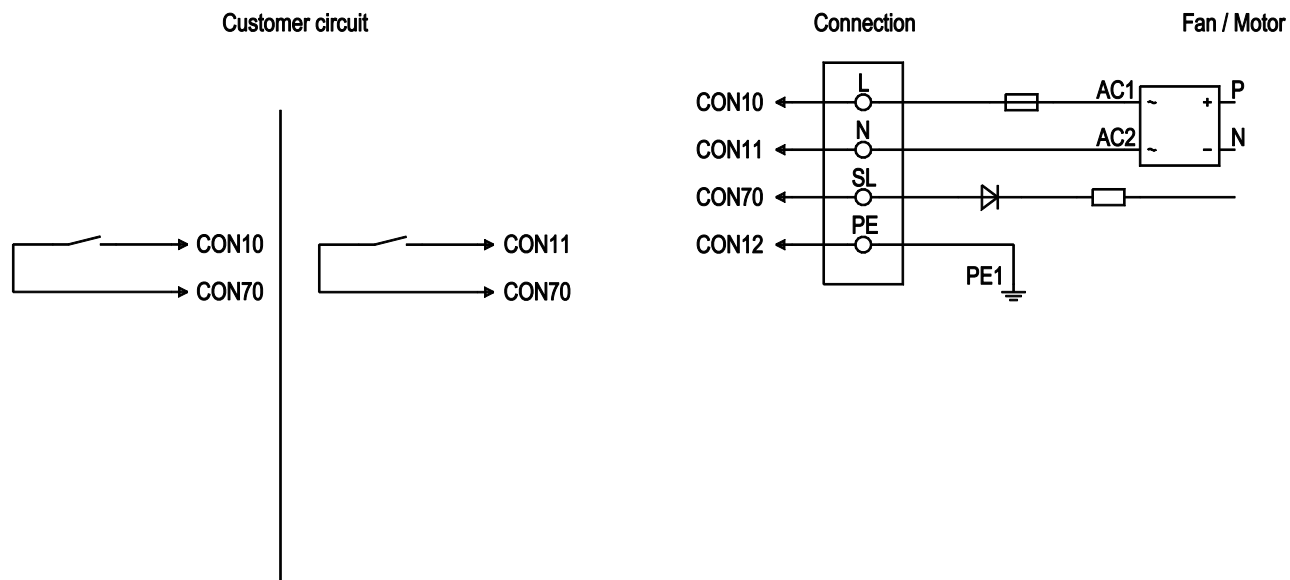 Customer circuit
Connection
Fan / Motor
CON10
L
AC1
~
+
P
CON11
N
AC2
~
−
N
CON70
SL
CON12
PE
PE1
CON10
CON70
CON11
CON70